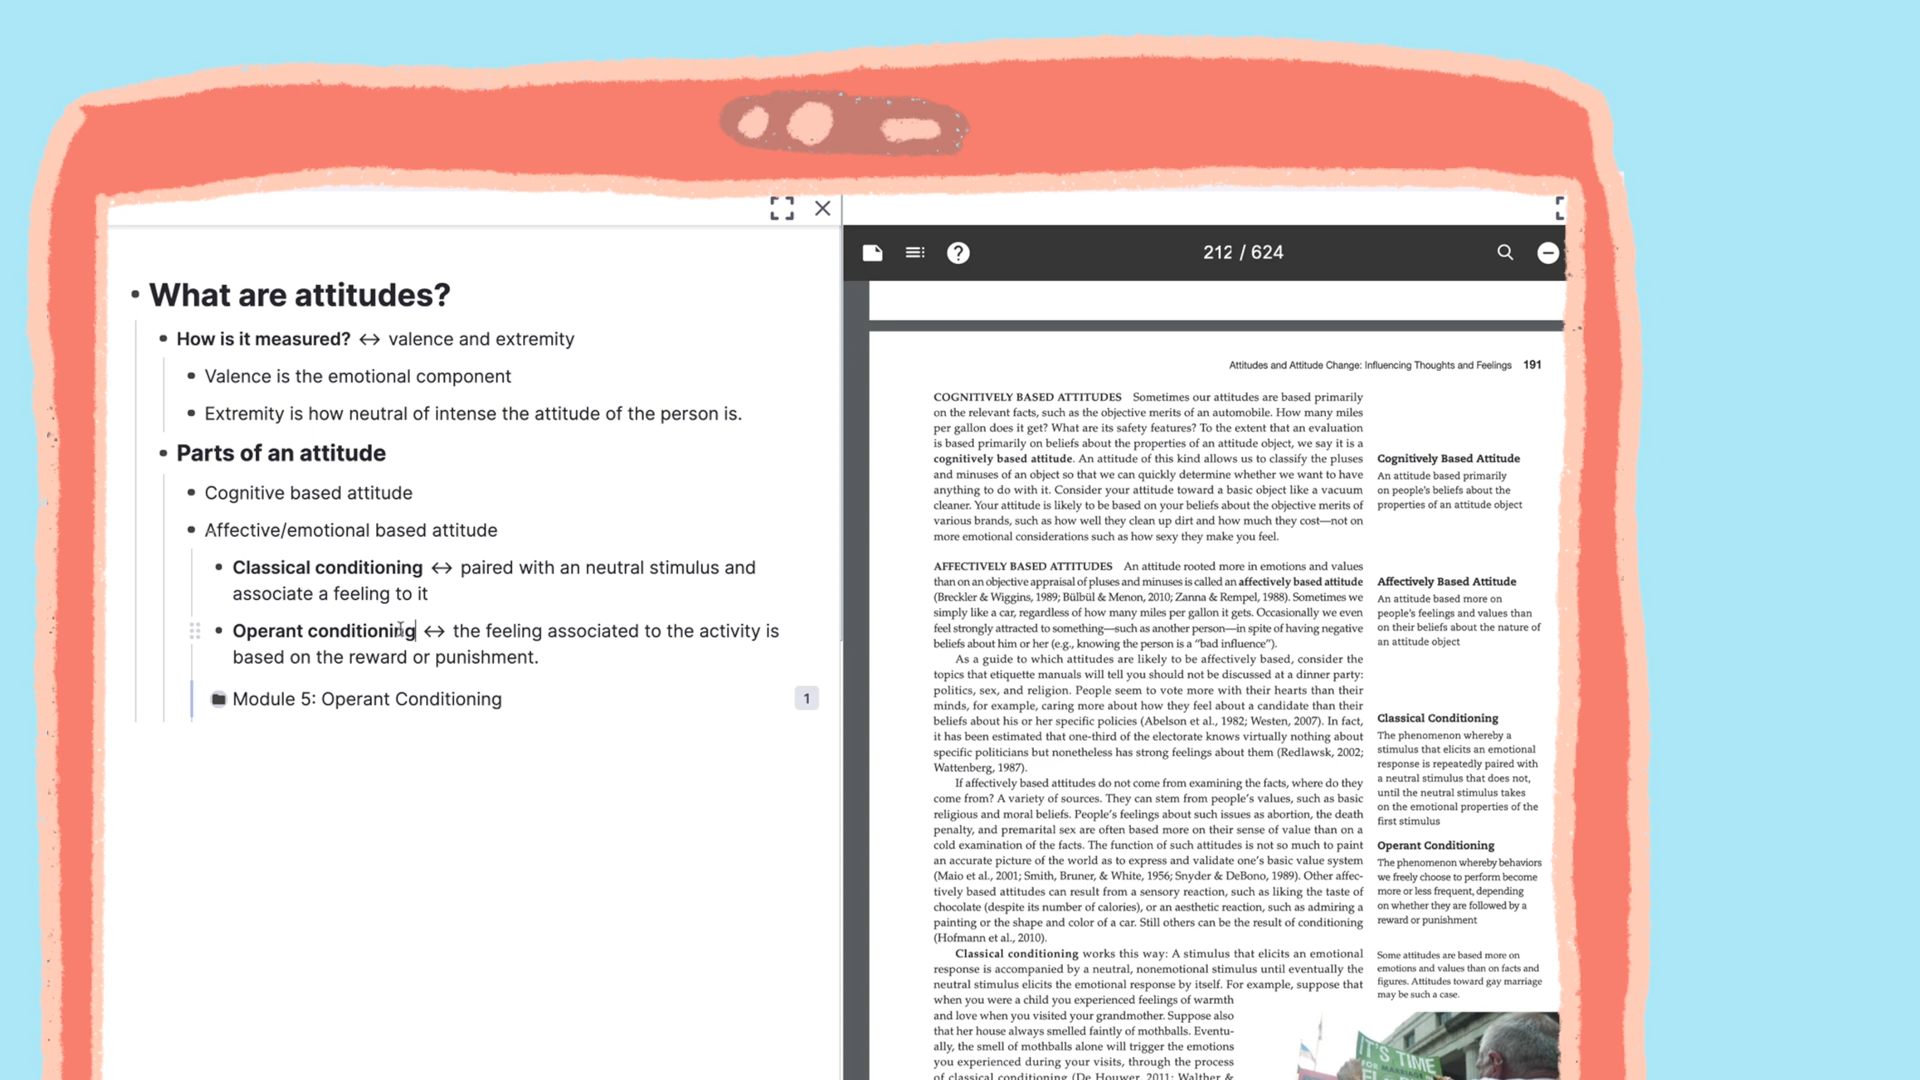 What are attitudes?
How is it measured? ↔ valence and extremity
Valence is the emotional component
Extremity is how neutral of intense the attitude of the person is.
Parts of an attitude
Cognitive based attitude
Affective/emotional based attitude
Classical conditioning ↔ paired with an neutral stimulus and
associate a feeling to it
Operant conditioning ↔ the feeling associated to the activity is
based on the reward or punishment.
Module 5: Operant Conditioning
1
212 / 624
Attitudes and Attitude Change: Influencing Thoughts and Feelings 191
COGNITIVELY BASED ATTITUDES Sometimes our attitudes are based primarily
on the relevant facts, such as the objective merits of an automobile. How many miles
per gallon does it get? What are its safety features? To the extent that an evaluation
is based primarily on beliefs about the properties of an attitude object, we say it is a
cognitively based attitude. An attitude of this kind allows us to classify the pluses
and minuses of an object so that we can quickly determine whether we want to have
anything to do with it. Consider your attitude toward a basic object like a vacuum
cleaner. Your attitude is likely to be based on your beliefs about the objective merits of
various brands, such as how well they clean up dirt and how much they cost—not on
more emotional considerations such as how sexy they make you feel.
AFFECTIVELY BASED ATTITUDES An attitude rooted more in emotions and values
than on an objective appraisal of pluses and minuses is called an affectively based attitude
(Breckler & Wiggins, 1989; Bülbül & Menon, 2010; Zanna & Rempel, 1988). Sometimes we
simply like a car, regardless of how many miles per gallon it gets. Occasionally we even
feel strongly attracted to something—such as another person—in spite of having negative
beliefs about him or her (e.g., knowing the person is a “bad influence”).
As a guide to which attitudes are likely to be affectively based, consider the
topics that etiquette manuals will tell you should not be discussed at a dinner party:
politics, sex, and religion. People seem to vote more with their hearts than their
minds, for example, caring more about how they feel about a candidate than their
beliefs about his or her specific policies (Abelson et al., 1982; Westen, 2007). In fact,
it has been estimated that one-third of the electorate knows virtually nothing about
specific politicians but nonetheless has strong feelings about them (Redlawsk, 2002;
Wattenberg, 1987).
If affectively based attitudes do not come from examining the facts, where do they
come from? A variety of sources. They can stem from people’s values, such as basic
religious and moral beliefs. People’s feelings about such issues as abortion, the death
penalty, and premarital sex are often based more on their sense of value than on a
cold examination of the facts. The function of such attitudes is not so much to paint
an accurate picture of the world as to express and validate one’s basic value system
(Maio et al., 2001; Smith, Bruner, & White, 1956; Snyder & DeBono, 1989). Other affec-
tively based attitudes can result from a sensory reaction, such as liking the taste of
chocolate (despite its number of calories), or an aesthetic reaction, such as admiring a
painting or the shape and color of a car. Still others can be the result of conditioning
(Hofmann et al., 2010).
Classical conditioning works this way: A stimulus that elicits an emotional
response is accompanied by a neutral, nonemotional stimulus until eventually the
neutral stimulus elicits the emotional response by itself. For example, suppose that
when you were a child you experienced feelings of warmth
and love when you visited your grandmother. Suppose also
that her house always smelled faintly of mothballs. Eventu-
ally, the smell of mothballs alone will trigger the emotions
you experienced during your visits, through the process
of classical conditioning (De Houwer, 2011; Walther &
Cognitively Based Attitude
An attitude based primarily
on people’s beliefs about the
properties of an attitude object
Affectively Based Attitude
An attitude based more on
people’s feelings and values than
on their beliefs about the nature of
an attitude object
Classical Conditioning
The phenomenon whereby a
stimulus that elicits an emotional
response is repeatedly paired with
a neutral stimulus that does not,
until the neutral stimulus takes
on the emotional properties of the
first stimulus
Operant Conditioning
The phenomenon whereby behaviors
we freely choose to perform become
more or less frequent, depending
on whether they are followed by a
reward or punishment
Some attitudes are based more on
emotions and values than on facts and
figures. Attitudes toward gay marriage
may be such a case.
IT'S TIME
FOR MARRIAGE